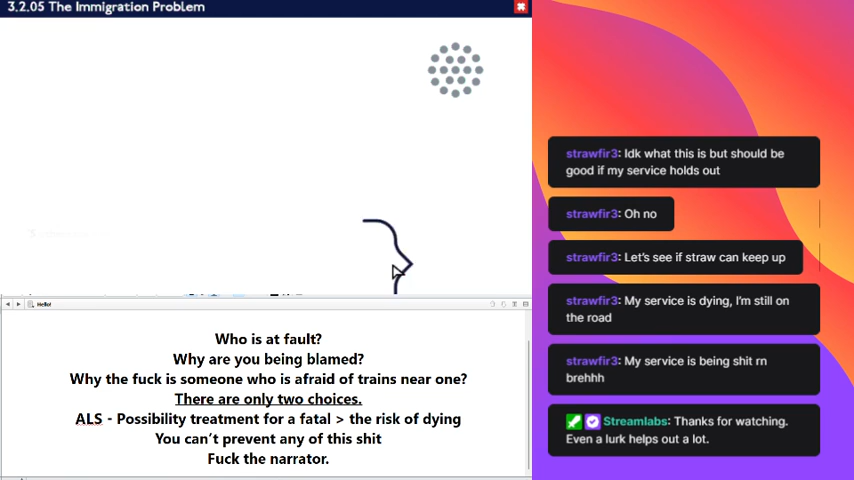 3.2.05 The Immigration Problem
Hello!
Who is at fault?
Why are you being blamed?
Why the fuck is someone who is afraid of trains near one?
There are only two choices.
ALS - Possibility treatment for a fatal > the risk of dying
You can't prevent any of this shit
Fuck the narrator.
strawfir3: Idk what this is but should be
good if my service holds out
strawfir3: Oh no
strawfir3: Let's see if straw can keep up
strawfir3: My service is dying, I'm still on
the road
strawfir3: My service is being shit rn
brehhh
Streamlabs: Thanks for watching.
Even a lurk helps out a lot.